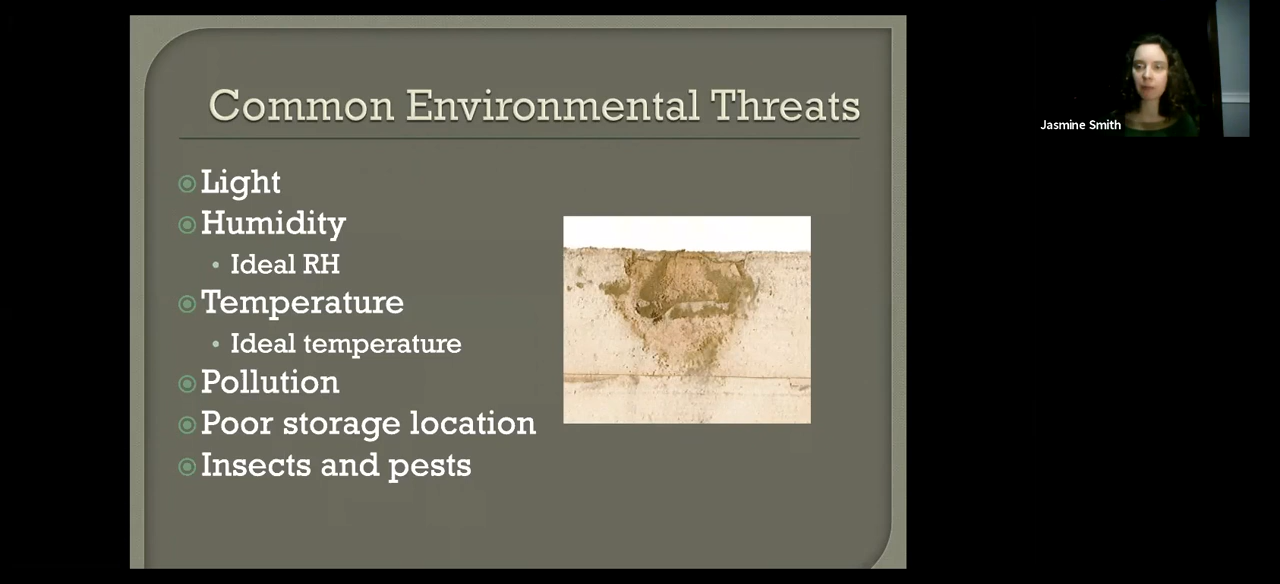 Common Environmental Threats
Light
Humidity
Ideal RH
Temperature
Ideal temperature
Pollution
Poor storage location
Insects and pests
Jasmine Smith